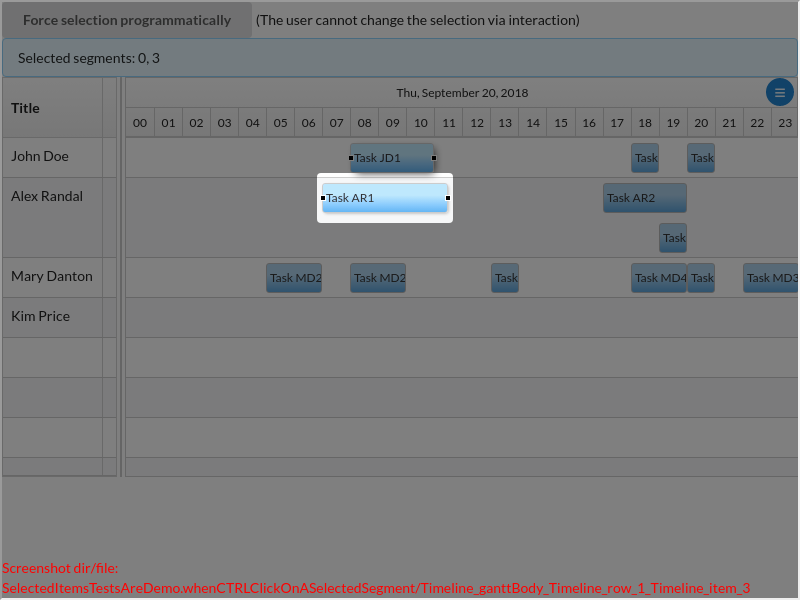 Force selection programmatically (The user cannot change the selection via interaction)
Selected segments: 0, 3
Title
Thu, September 20, 2018
00 01 02 03 04 05 06 07 08 09 10 11 12 13 14 15 16 17 18 19 20 21 22 23
John Doe
Task JD1 Task Task
Alex Randal
Task AR1 Task AR2
Task
Mary Danton
Task MD2 Task MD2 Task Task MD4 Task Task MD3
Kim Price
Screenshot dir/file:
SelectedItemsTestsAreDemo.whenCTRLClickOnASelectedSegment/Timeline_ganttBody_Timeline_row_1_Timeline_item_3